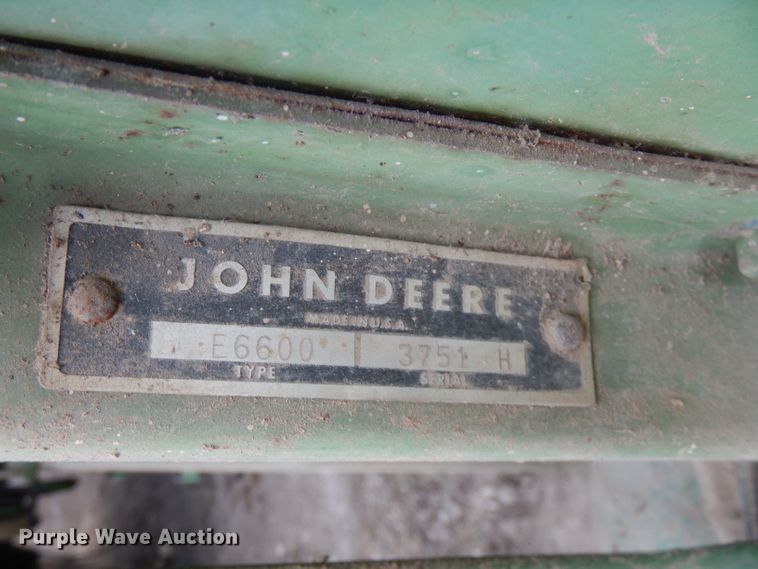 JOHN DEERE
MADE IN U.S.A.
E6600 3751 H
TYPE SERIAL
Purple Wave Auction